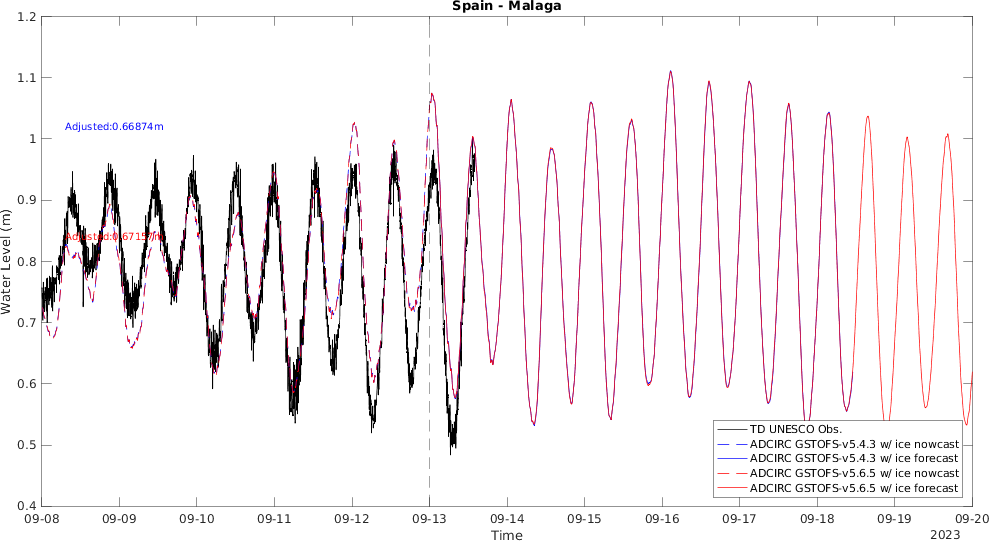 Spain - Malaga
1.2
1.1
1
0.9
0.8
0.7
0.6
0.5
0.4
Water Level (m)
Adjusted:0.66874m
Adjusted:0.67157m
TD UNESCO Obs.
ADCIRC GSTOFS-v5.4.3 w/ ice nowcast
ADCIRC GSTOFS-v5.4.3 w/ ice forecast
ADCIRC GSTOFS-v5.6.5 w/ ice nowcast
ADCIRC GSTOFS-v5.6.5 w/ ice forecast
09-08 09-09 09-10 09-11 09-12 09-13 09-14 09-15 09-16 09-17 09-18 09-19 09-20
Time
2023